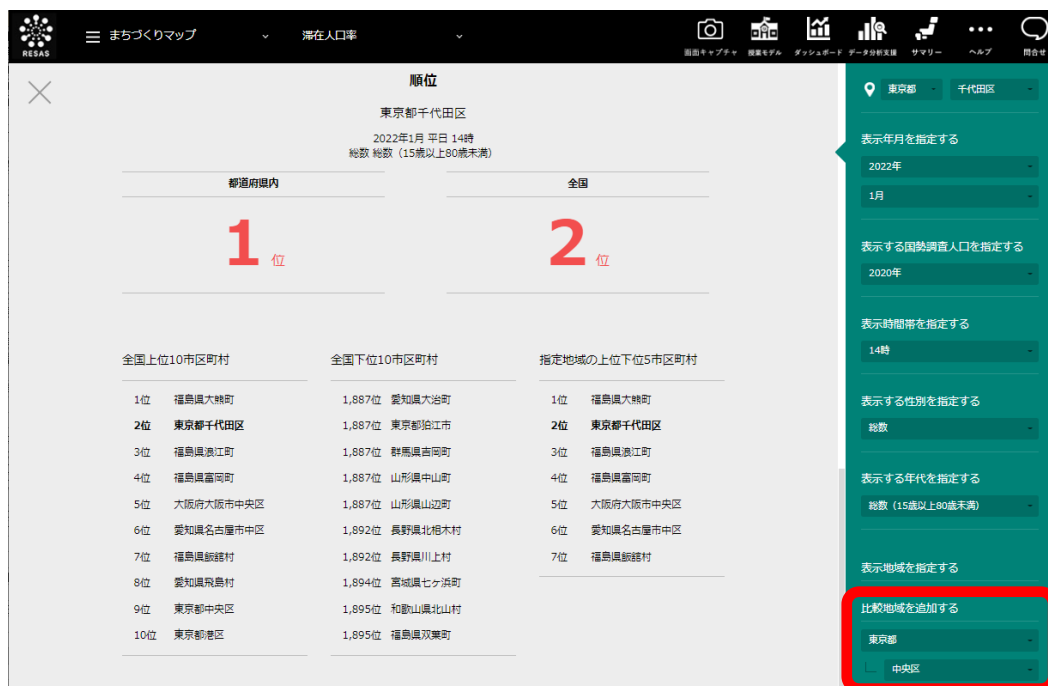 RESAS
まちづくりマップ
滞在人口率
画面キャプチャ
授業モデル
ダッシュボード
データ分析支援
サマリー
ヘルプ
問合せ
順位
東京都千代田区
2022年1月 平日 14時
総数 総数（15歳以上80歳未満）
都道府県内
全国
1 位
2 位
全国上位10市区町村
1位 福島県大熊町
2位 東京都千代田区
3位 福島県浪江町
4位 福島県富岡町
5位 大阪府大阪市中央区
6位 愛知県名古屋市中区
7位 福島県飯舘村
8位 愛知県飛島村
9位 東京都中央区
10位 東京都港区
全国下位10市区町村
1,887位 愛知県大治町
1,887位 東京都狛江市
1,887位 群馬県吉岡町
1,887位 山形県中山町
1,887位 山形県山辺町
1,892位 長野県北相木村
1,892位 長野県川上村
1,894位 宮城県七ヶ浜町
1,895位 和歌山県北山村
1,895位 福島県双葉町
指定地域の上位下位5市区町村
1位 福島県大熊町
2位 東京都千代田区
3位 福島県浪江町
4位 福島県富岡町
5位 大阪府大阪市中央区
6位 愛知県名古屋市中区
7位 福島県飯舘村
東京都 千代田区
表示年月を指定する
2022年
1月
表示する国勢調査人口を指定する
2020年
表示時間帯を指定する
14時
表示する性別を指定する
総数
表示する年代を指定する
総数（15歳以上80歳未満）
表示地域を指定する
比較地域を追加する
東京都
中央区